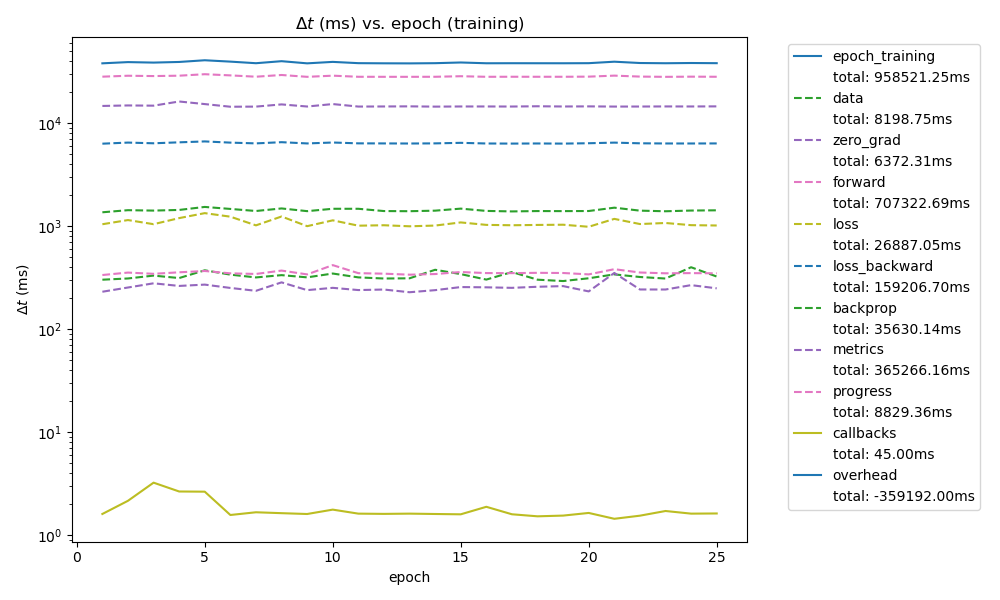 Δt (ms) vs. epoch (training)
Δt (ms)
10⁴
10³
10²
10¹
10⁰
0 5 10 15 20 25
epoch
epoch_training
total: 958521.25ms
data
total: 8198.75ms
zero_grad
total: 6372.31ms
forward
total: 707322.69ms
loss
total: 26887.05ms
loss_backward
total: 159206.70ms
backprop
total: 35630.14ms
metrics
total: 365266.16ms
progress
total: 8829.36ms
callbacks
total: 45.00ms
overhead
total: -359192.00ms